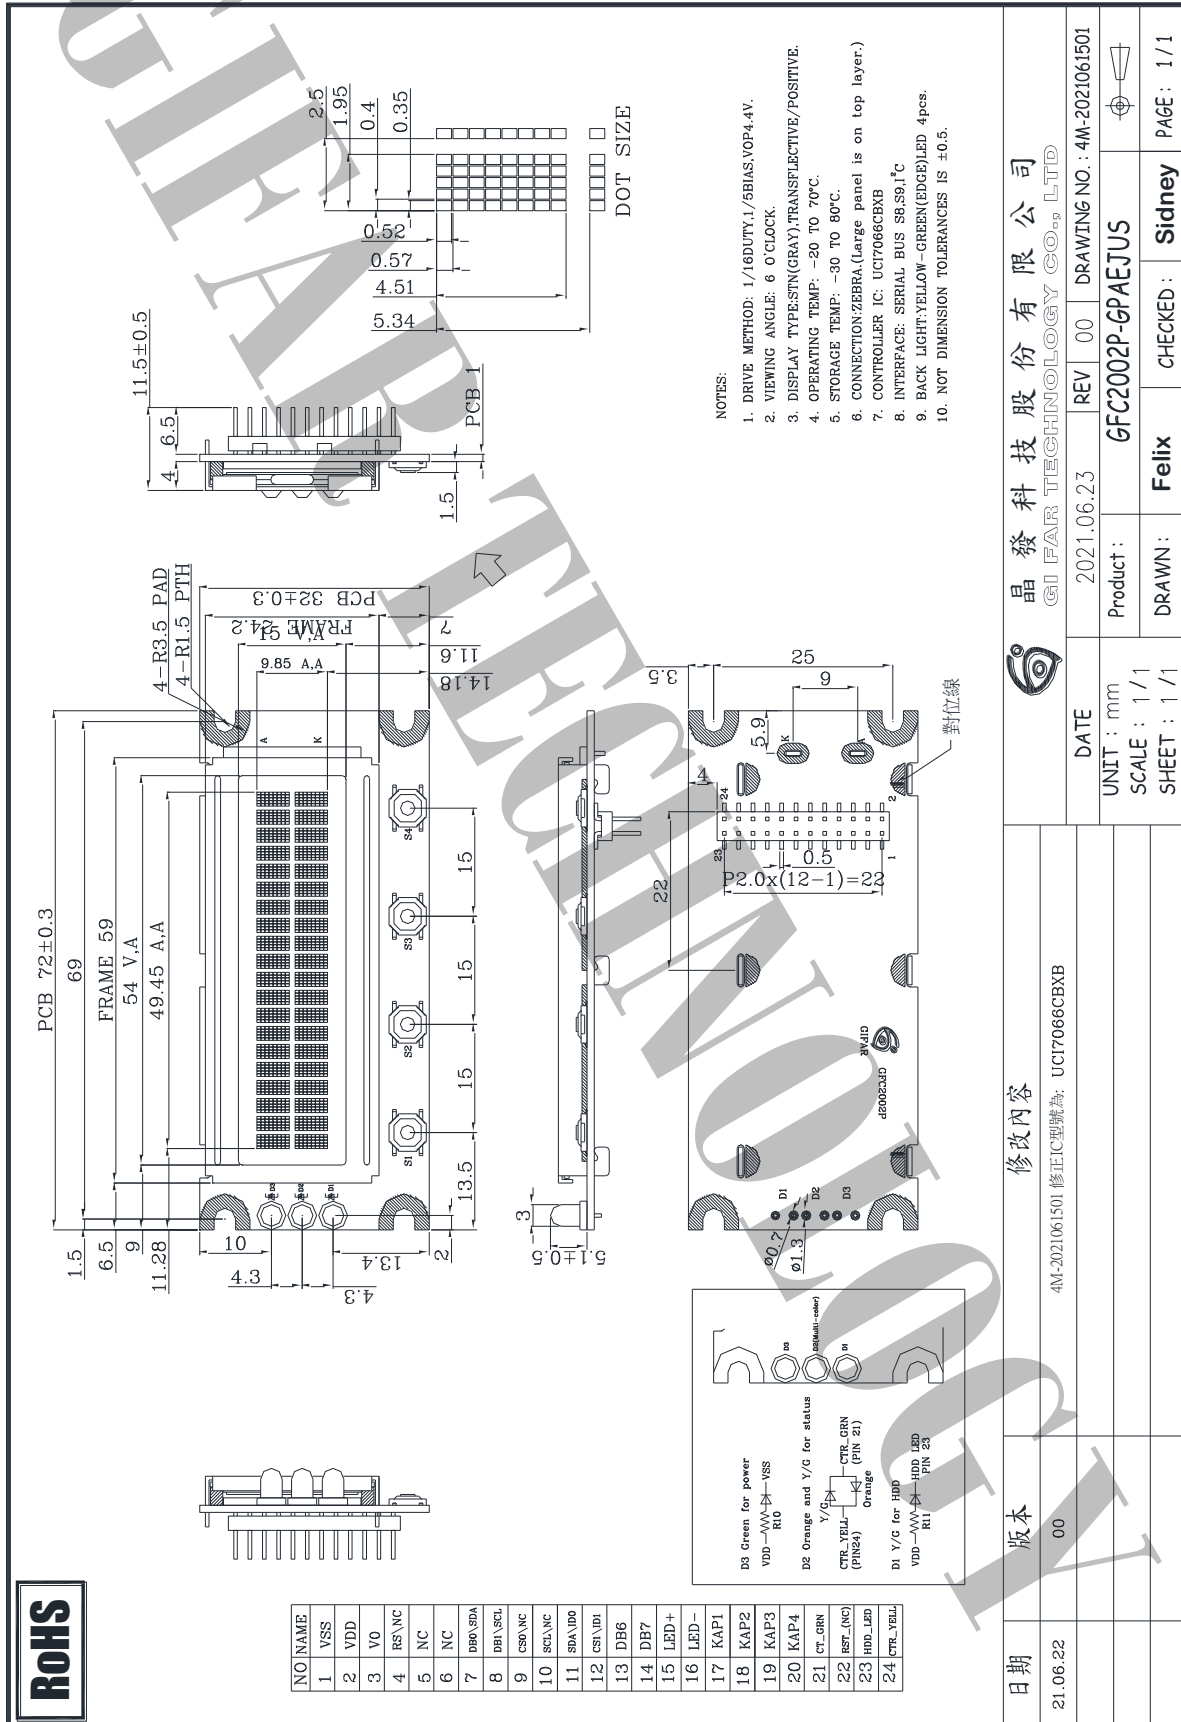 RoHS
NO NAME
1 VSS
2 VDD
3 V0
4 RS\NC
5 NC
6 NC
7 DB0\SDA
8 DB1\SCL
9 CS0\NC
10 SCL\NC
11 SDA\ID0
12 CS1\ID1
13 DB6
14 DB7
15 LED+
16 LED-
17 KAP1
18 KAP2
19 KAP3
20 KAP4
21 CT_GRN
22 RST_(NC)
23 HDD_LED
24 CTR_YELL
PCB 72±0.3
69
FRAME 59
54 V,A
49.45 A,A
1.5
6.5
9
11.28
10
4.3
4.3
13.4
2
13.5
15
15
15
S1
S2
S3
S4
D3
D2
D1
A
K
4-R3.5 PAD
4-R1.5 PTH
PCB 32±0.3
FRAME 24.2
15 V,A
9.85 A,A
7
11.6
14.18
11.5±0.5
6.5
4
1.5
PCB 1
2.5
1.95
0.4
0.35
0.52
0.57
4.51
5.34
DOT SIZE
3
5.1±0.5
3.5
25
9
5.9
4
K
A
24
23
2
1
22
0.5
P2.0x(12-1)=22
對位線
GIFAR
GFC2002P
D1
D2
D3
ø0.7
ø1.3
D3
D2(Multi-color)
D1
D3 Green for power
VDD
R10
VSS
D2 Orange and Y/G for status
Y/G
CTR_YELL
(PIN24)
CTR_GRN
(PIN 21)
Orange
D1 Y/G for HDD
VDD
R11
HDD LED
PIN 23
NOTES:
1. DRIVE METHOD: 1/16DUTY,1/5BIAS,VOP4.4V.
2. VIEWING ANGLE: 6 O'CLOCK.
3. DISPLAY TYPE:STN(GRAY),TRANSFLECTIVE/POSITIVE.
4. OPERATING TEMP: -20 TO 70°C.
5. STORAGE TEMP: -30 TO 80°C.
6. CONNECTION:ZEBRA.(Large panel is on top layer.)
7. CONTROLLER IC: UCI7066CBXB
8. INTERFACE: SERIAL BUS S8,S9,I²C
9. BACK LIGHT:YELLOW-GREEN(EDGE)LED 4pcs.
10. NOT DIMENSION TOLERANCES IS ±0.5.
GIFAR TECHNOLOGY
日期 版本 修改內容
21.06.22 00 4M-2021061501 修正IC型號為: UCI7066CBXB
晶發科技股份有限公司
GI FAR TECHNOLOGY CO., LTD
DATE 2021.06.23 REV 00 DRAWING NO. : 4M-2021061501
UNIT : mm
SCALE : 1 / 1
SHEET : 1 / 1
Product : GFC2002P-GPAEJUS
DRAWN : Felix CHECKED : Sidney PAGE : 1 / 1